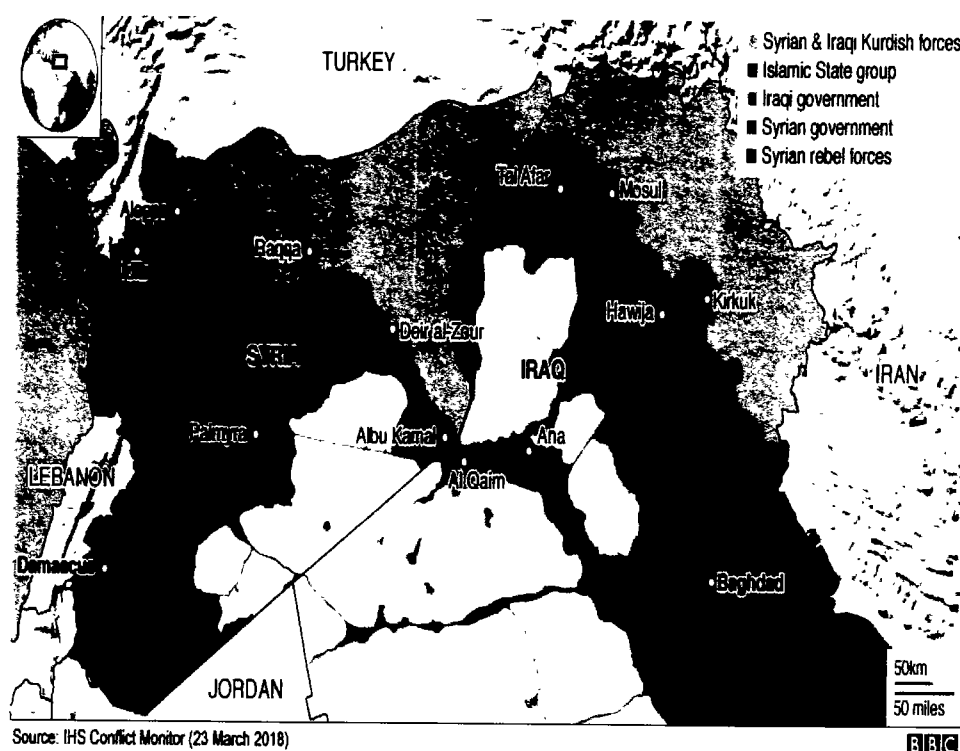 TURKEY
Syrian & Iraqi Kurdish forces
Islamic State group
Iraqi government
Syrian government
Syrian rebel forces
Tal Afar
Mosul
Aleppo
Raqqa
Kirkuk
Hawija
Deir al-Zour
SYRIA
IRAQ
IRAN
Palmyra
Albu Kamal
Ana
LEBANON
Al Qaim
Damascus
Baghdad
JORDAN
50km
50 miles
Source: IHS Conflict Monitor (23 March 2018)
BBC